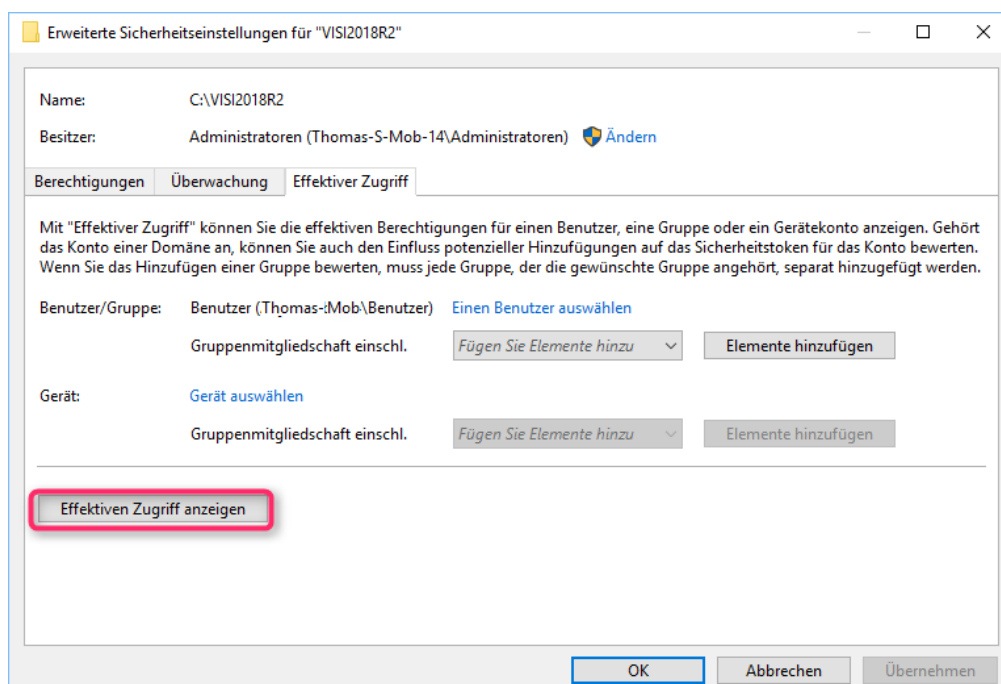 Erweiterte Sicherheitseinstellungen für "VISI2018R2"
Name: C:\VISI2018R2
Besitzer: Administratoren (Thomas-S-Mob-14\Administratoren) Ändern
Berechtigungen Überwachung Effektiver Zugriff
Mit "Effektiver Zugriff" können Sie die effektiven Berechtigungen für einen Benutzer, eine Gruppe oder ein Gerätekonto anzeigen. Gehört
das Konto einer Domäne an, können Sie auch den Einfluss potenzieller Hinzufügungen auf das Sicherheitstoken für das Konto bewerten.
Wenn Sie das Hinzufügen einer Gruppe bewerten, muss jede Gruppe, der die gewünschte Gruppe angehört, separat hinzugefügt werden.
Benutzer/Gruppe: Benutzer (.Thomas-:Mob\Benutzer) Einen Benutzer auswählen
Gruppenmitgliedschaft einschl. Fügen Sie Elemente hinzu Elemente hinzufügen
Gerät: Gerät auswählen
Gruppenmitgliedschaft einschl. Fügen Sie Elemente hinzu Elemente hinzufügen
Effektiven Zugriff anzeigen
OK Abbrechen Übernehmen